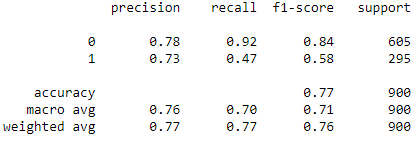 precision recall f1-score support
0 0.78 0.92 0.84 605
1 0.73 0.47 0.58 295
accuracy 0.77 900
macro avg 0.76 0.70 0.71 900
weighted avg 0.77 0.77 0.76 900